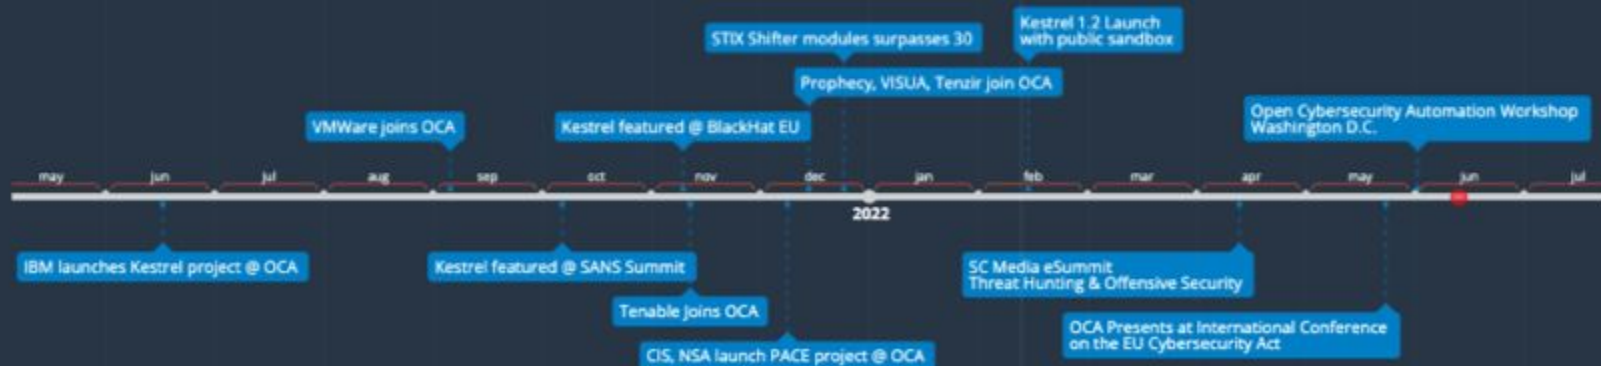 Kestrel 1.2 Launch
with public sandbox
STIX Shifter modules surpasses 30
Prophecy, VISUA, Tenzir join OCA
Open Cybersecurity Automation Workshop
Washington D.C.
VMWare joins OCA
Kestrel featured @ BlackHat EU
may jun jul aug sep oct nov dec jan feb mar apr may jun jul
2022
IBM launches Kestrel project @ OCA
Kestrel featured @ SANS Summit
SC Media eSummit
Threat Hunting & Offensive Security
Tenable Joins OCA
OCA Presents at International Conference
on the EU Cybersecurity Act
CIS, NSA launch PACE project @ OCA